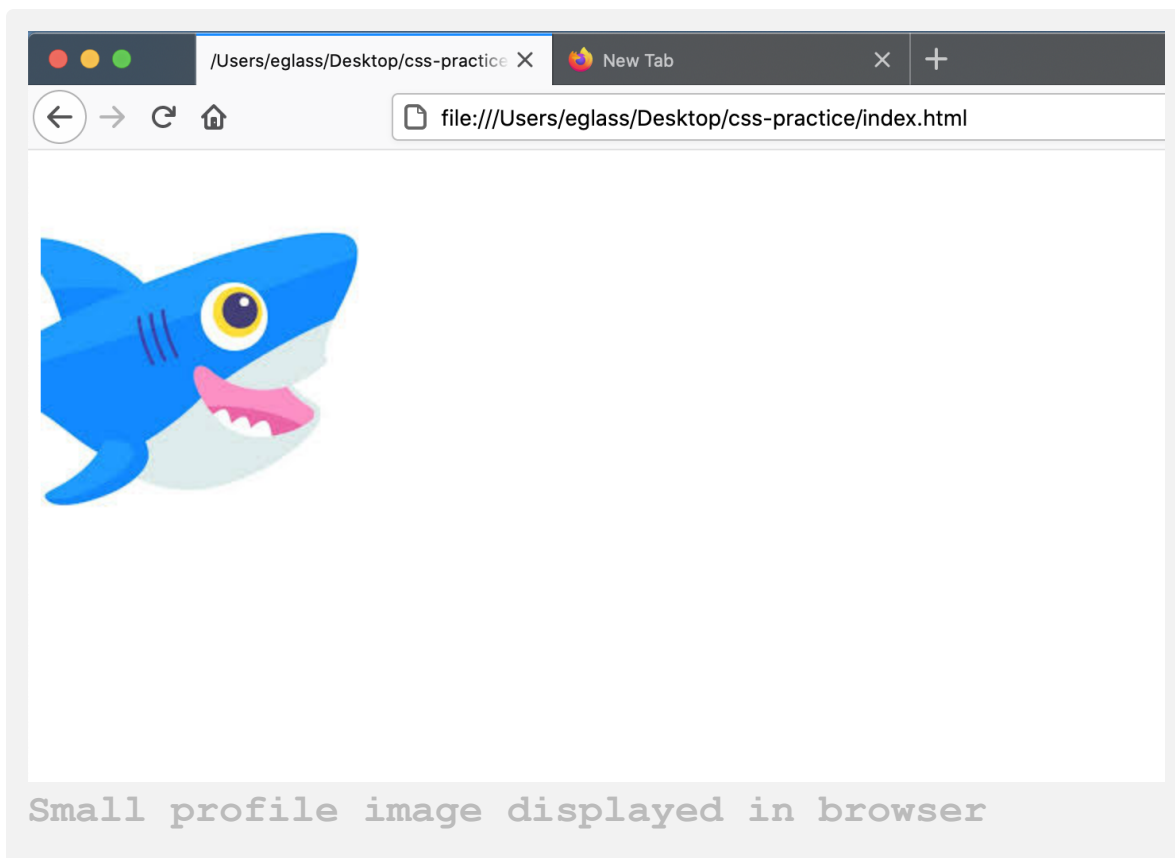 /Users/eglass/Desktop/css-practice
New Tab
file:///Users/eglass/Desktop/css-practice/index.html
Small profile image displayed in browser